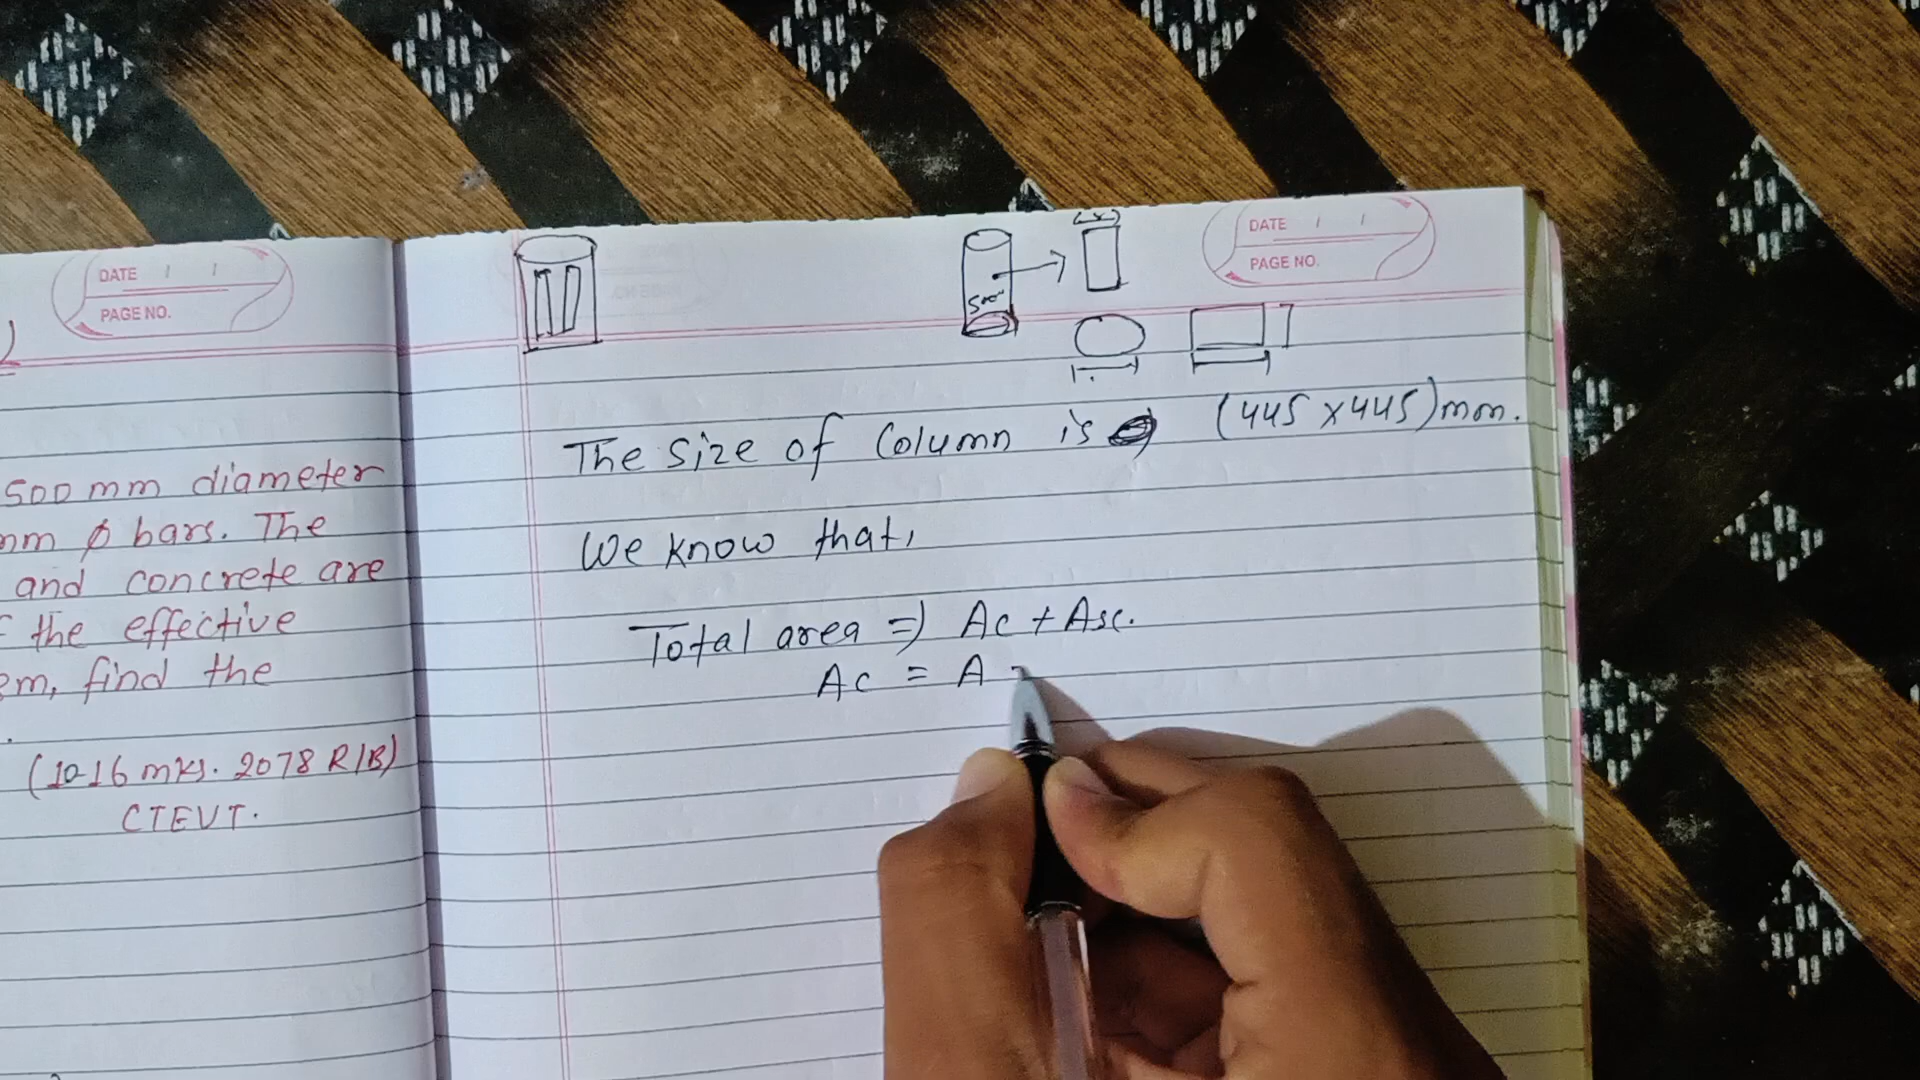 DATE
PAGE NO.
500 mm diameter
mm ϕ bars. The
and concrete are
the effective
m, find the
(10-16 mks. 2078 R/B)
CTEVT.
500
DATE
PAGE NO.
The Size of Column is (445 x 445) mm.
We know that,
Total area => Ac + Asc.
Ac = A -